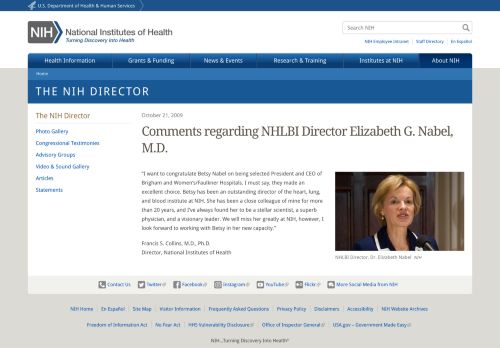 U.S. Department of Health & Human Services
NIH National Institutes of Health
Turning Discovery Into Health
Search NIH
NIH Employee Intranet Staff Directory En Español
Health Information Grants & Funding News & Events Research & Training Institutes at NIH About NIH
Home
THE NIH DIRECTOR
The NIH Director
Photo Gallery
Congressional Testimonies
Advisory Groups
Video & Sound Gallery
Articles
Statements
October 21, 2009
Comments regarding NHLBI Director Elizabeth G. Nabel,
M.D.
"I want to congratulate Betsy Nabel on being selected President and CEO of
Brigham and Women's/Faulkner Hospitals, I must say, they made an
excellent choice. Betsy has been an outstanding director of the heart, lung,
and blood institute at NIH. She has been a close colleague of mine for more
than 20 years, and I've always found her to be a stellar scientist, a superb
physician, and a visionary leader. We will miss her greatly at NIH, however, I
look forward to working with Betsy in her new capacity."
Francis S. Collins, M.D., Ph.D.
Director, National Institutes of Health
NHLBI Director, Dr. Elizabeth Nabel NIH
Contact Us Twitter Facebook Instagram YouTube Flickr More Social Media from NIH
NIH Home En Español Site Map Visitor Information Frequently Asked Questions Privacy Policy Disclaimers Accessibility NIH Website Archives
Freedom of Information Act No Fear Act HHS Vulnerability Disclosure Office of Inspector General USA.gov – Government Made Easy
NIH...Turning Discovery Into Health®